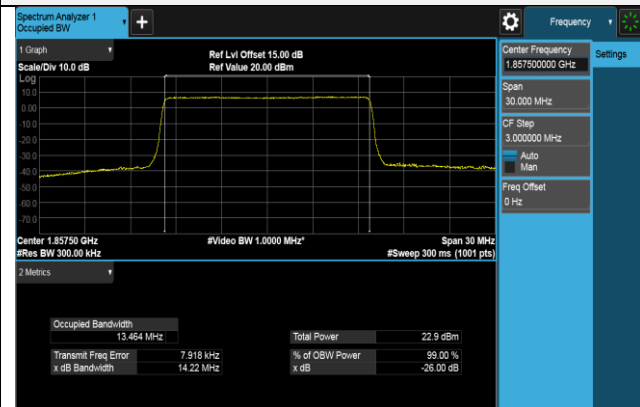 Spectrum Analyzer 1
Occupied BW
+
Frequency
Settings
1 Graph
Scale/Div 10.0 dB
Ref Lvl Offset 15.00 dB
Ref Value 20.00 dBm
Log
10.0
0.00
-10.0
-20.0
-30.0
-40.0
-50.0
-60.0
-70.0
Center 1.85750 GHz
#Res BW 300.00 kHz
#Video BW 1.0000 MHz*
Span 30 MHz
#Sweep 300 ms (1001 pts)
Center Frequency
1.857500000 GHz
Span
30.000 MHz
CF Step
3.000000 MHz
Auto
Man
Freq Offset
0 Hz
2 Metrics
Occupied Bandwidth
13.464 MHz
Total Power 22.9 dBm
Transmit Freq Error 7.918 kHz
% of OBW Power 99.00 %
x dB Bandwidth 14.22 MHz
x dB -26.00 dB